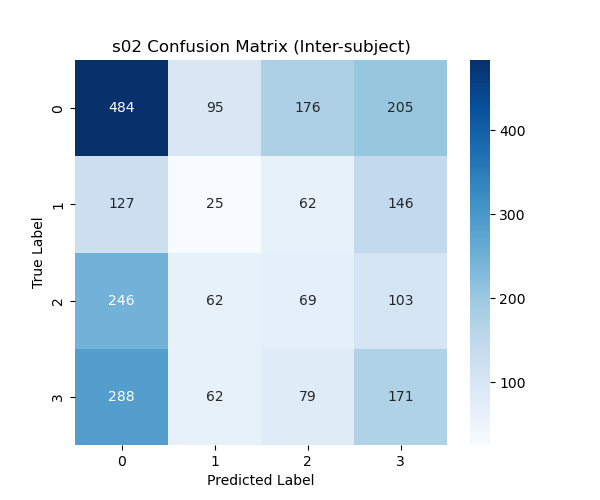 s02 Confusion Matrix (Inter-subject)
0 484 95 176 205
1 127 25 62 146
2 246 62 69 103
3 288 62 79 171
0 1 2 3
True Label
Predicted Label
400
300
200
100